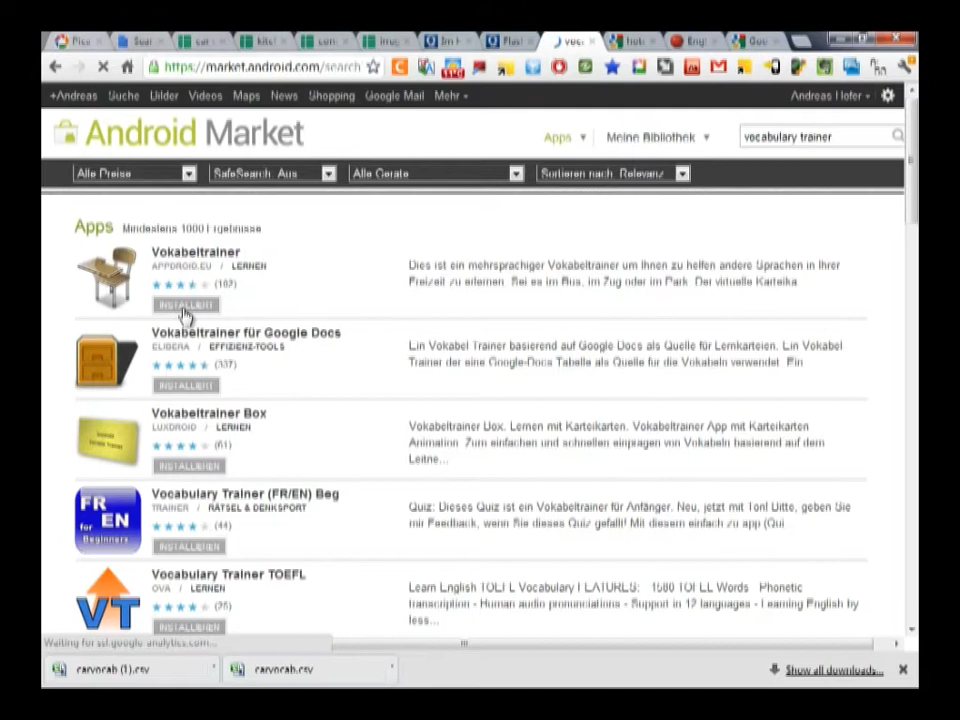 https://market.android.com/search
+Andreas Suche Bilder Videos Maps News Shopping Google Mail Mehr
Andreas Hofer
Android Market
Apps
Meine Bibliothek
vocabulary trainer
Alle Preise
SafeSearch: Aus
Alle Geräte
Sortieren nach: Relevanz
Apps Mindestens 1000 Ergebnisse
Vokabeltrainer
APPDROID.EU / LERNEN
(102)
INSTALLIERT
Dies ist ein mehrsprachiger Vokabeltrainer um Ihnen zu helfen andere Sprachen in Ihrer
Freizeit zu erlernen. Sei es im Bus, im Zug oder im Park. Der virtuelle Karteika
Vokabeltrainer für Google Docs
ELIBERA / EFFIZIENZ-TOOLS
(337)
INSTALLIERT
Ein Vokabel Trainer basierend auf Google Docs als Quelle für Lernkarteien. Ein Vokabel
Trainer der eine Google-Docs Tabelle als Quelle für die Vokabeln verwendet. Ein
Vokabeltrainer Box
LUXDROID / LERNEN
(61)
INSTALLIEREN
Vokabeltrainer Box. Lernen mit Karteikarten. Vokabeltrainer App mit Karteikarten
Animation. Zum einfachen und schnellen einprägen von Vokabeln basierend auf dem
Leitne...
FR
for EN
Beginners
Vocabulary Trainer (FR/EN) Beg
TRAINER / RÄTSEL & DENKSPORT
(44)
INSTALLIEREN
Quiz: Dieses Quiz ist ein Vokabeltrainer für Anfänger. Neu, jetzt mit Ton! Bitte, geben Sie
mir Feedback, wenn Sie dieses Quiz gefällt! Mit diesem einfach zu app (Qui
VT
Vocabulary Trainer TOEFL
OVA / LERNEN
(25)
INSTALLIEREN
Learn English TOEFL Vocabulary FEATURES: 1580 TOEFL Words Phonetic
transcription - Human audio pronunciations - Support in 12 languages - Learning English by
less...
Waiting for ssl.google-analytics.com...
carvocab (1).csv
carvocab.csv
Show all downloads...